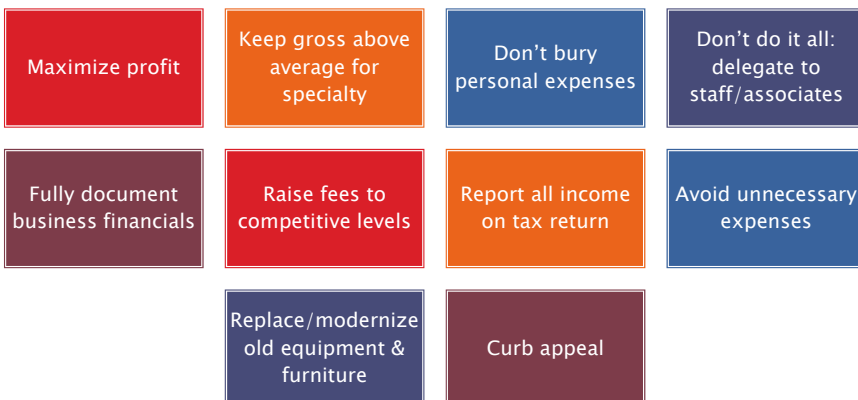 Maximize profit
Keep gross above
average for
specialty
Don’t bury
personal expenses
Don’t do it all:
delegate to
staff/associates
Fully document
business financials
Raise fees to
competitive levels
Report all income
on tax return
Avoid unnecessary
expenses
Replace/modernize
old equipment &
furniture
Curb appeal